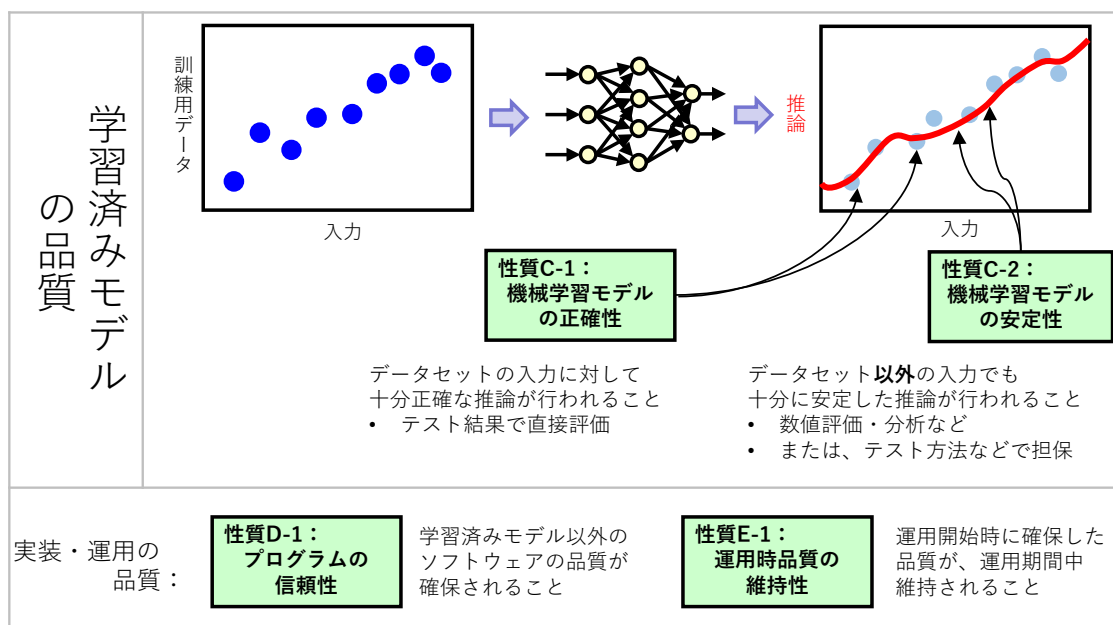 学習済みモデル
の品質
訓練用データ
入力
推論
入力
性質C-1：
機械学習モデル
の正確性
性質C-2：
機械学習モデル
の安定性
データセットの入力に対して
十分正確な推論が行われること
• テスト結果で直接評価
データセット以外の入力でも
十分に安定した推論が行われること
• 数値評価・分析など
• または、テスト方法などで担保
実装・運用の
品質：
性質D-1：
プログラムの
信頼性
学習済みモデル以外の
ソフトウェアの品質が
確保されること
性質E-1：
運用時品質の
維持性
運用開始時に確保した
品質が、運用期間中
維持されること